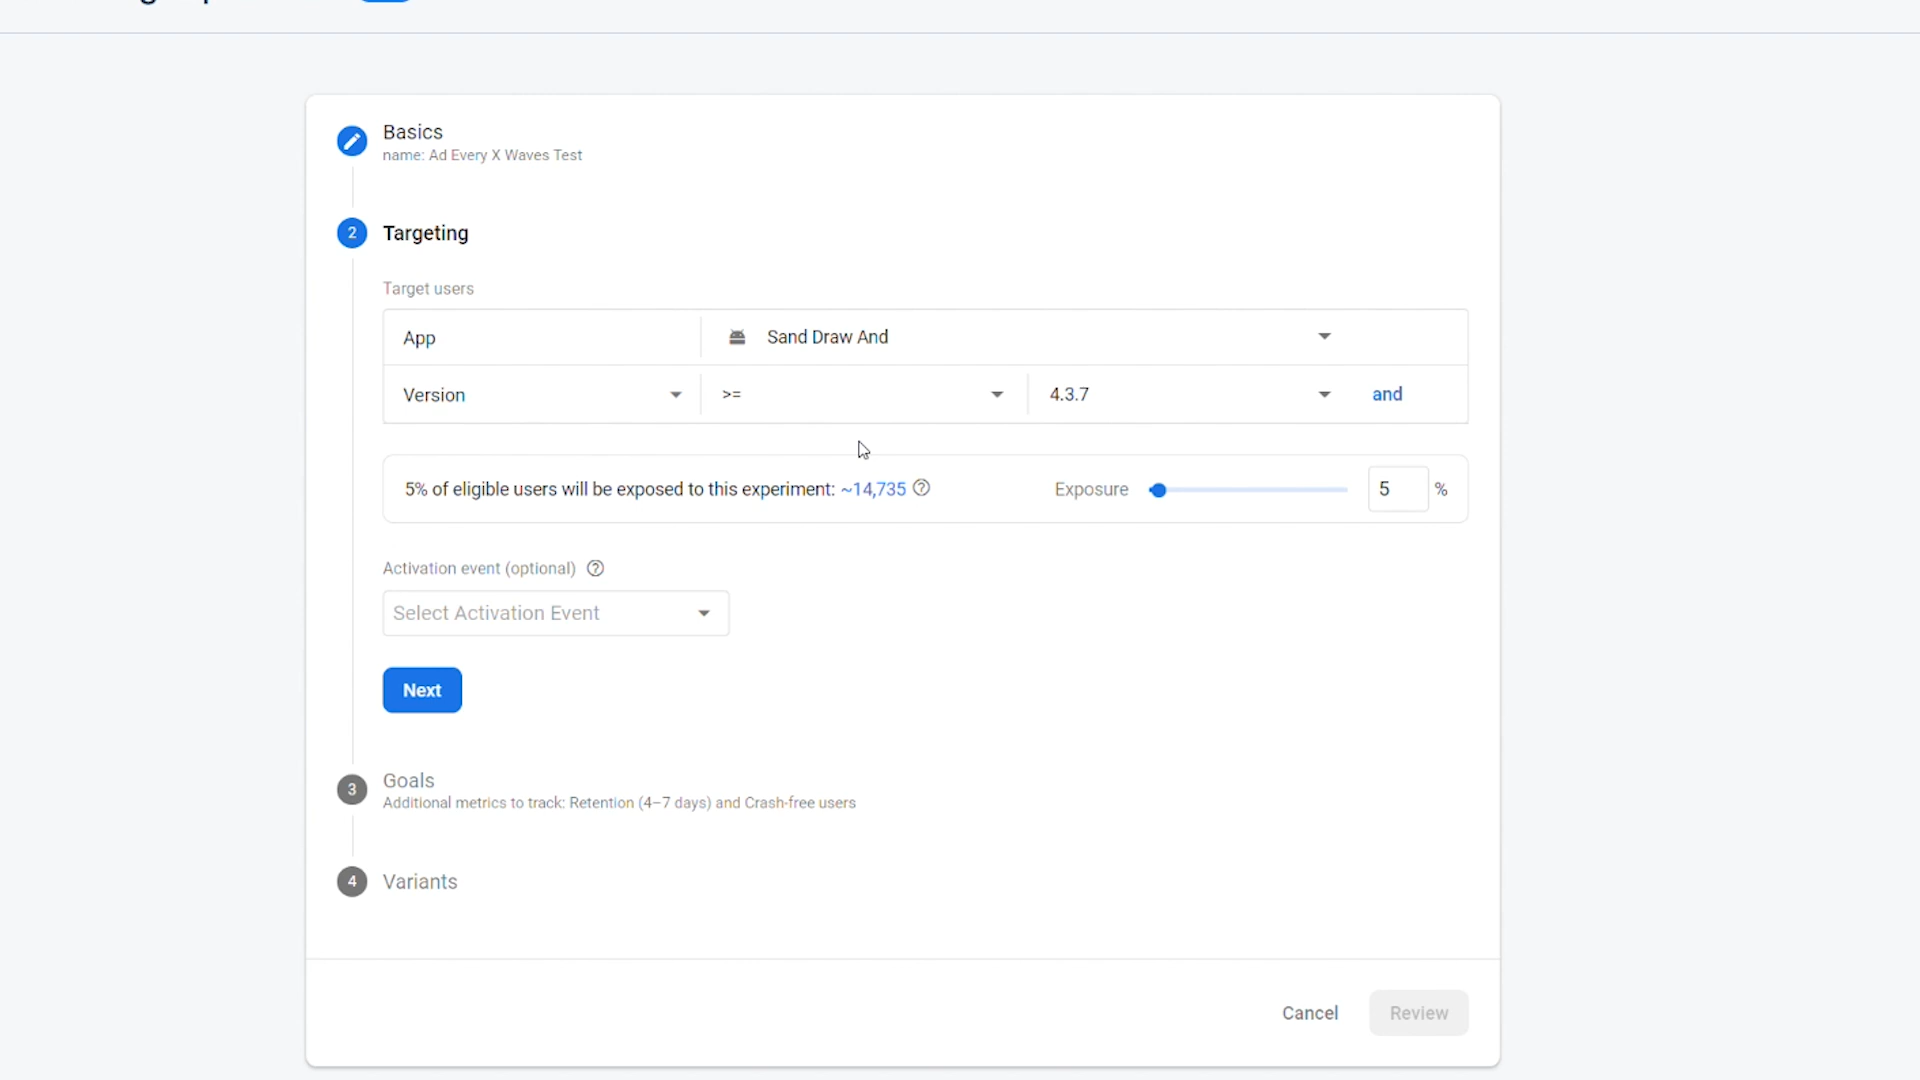 Basics
name: Ad Every X Waves Test
2 Targeting
Target users
App Sand Draw And
Version >= 4.3.7 and
5% of eligible users will be exposed to this experiment: ~14,735 Exposure 5 %
Activation event (optional)
Select Activation Event
Next
3 Goals
Additional metrics to track: Retention (4–7 days) and Crash-free users
4 Variants
Cancel Review